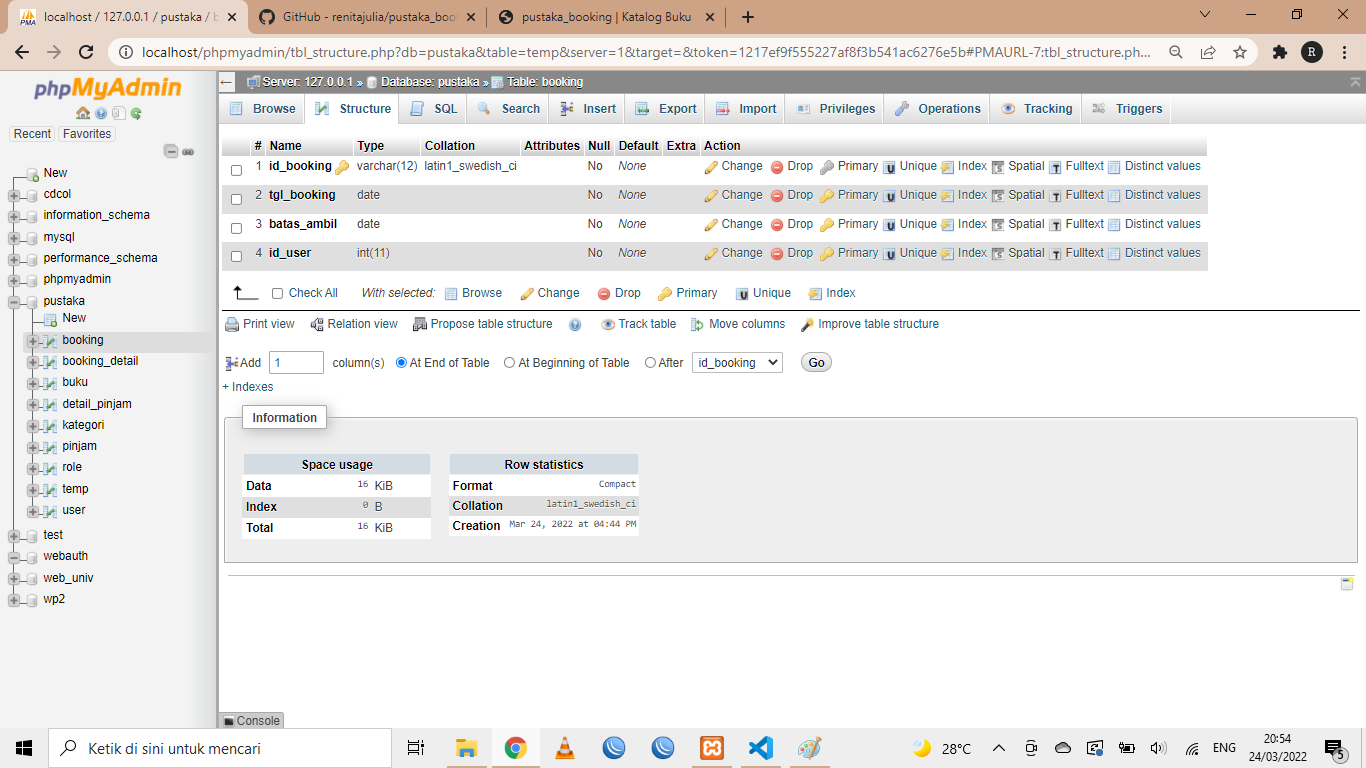 localhost / 127.0.0.1 / pustaka / b
GitHub - renitajulia/pustaka_boo
pustaka_booking | Katalog Buku
localhost/phpmyadmin/tbl_structure.php?db=pustaka&table=temp&server=1&target=&token=1217ef9f555227af8f3b541ac6276e5b#PMAURL-7:tbl_structure.ph...
R
phpMyAdmin
Recent Favorites
New
cdcol
information_schema
mysql
performance_schema
phpmyadmin
pustaka
New
booking
booking_detail
buku
detail_pinjam
kategori
pinjam
role
temp
user
test
webauth
web_univ
wp2
Server: 127.0.0.1 » Database: pustaka » Table: booking
Browse Structure SQL Search Insert Export Import Privileges Operations Tracking Triggers
# Name Type Collation Attributes Null Default Extra Action
1 id_booking varchar(12) latin1_swedish_ci No None Change Drop Primary Unique Index Spatial Fulltext Distinct values
2 tgl_booking date No None Change Drop Primary Unique Index Spatial Fulltext Distinct values
3 batas_ambil date No None Change Drop Primary Unique Index Spatial Fulltext Distinct values
4 id_user int(11) No None Change Drop Primary Unique Index Spatial Fulltext Distinct values
Check All With selected: Browse Change Drop Primary Unique Index
Print view Relation view Propose table structure Track table Move columns Improve table structure
Add 1 column(s) At End of Table At Beginning of Table After id_booking Go
+ Indexes
Information
Space usage
Data 16 KiB
Index 0 B
Total 16 KiB
Row statistics
Format Compact
Collation latin1_swedish_ci
Creation Mar 24, 2022 at 04:44 PM
Console
Ketik di sini untuk mencari
28°C
ENG
20:54
24/03/2022
5